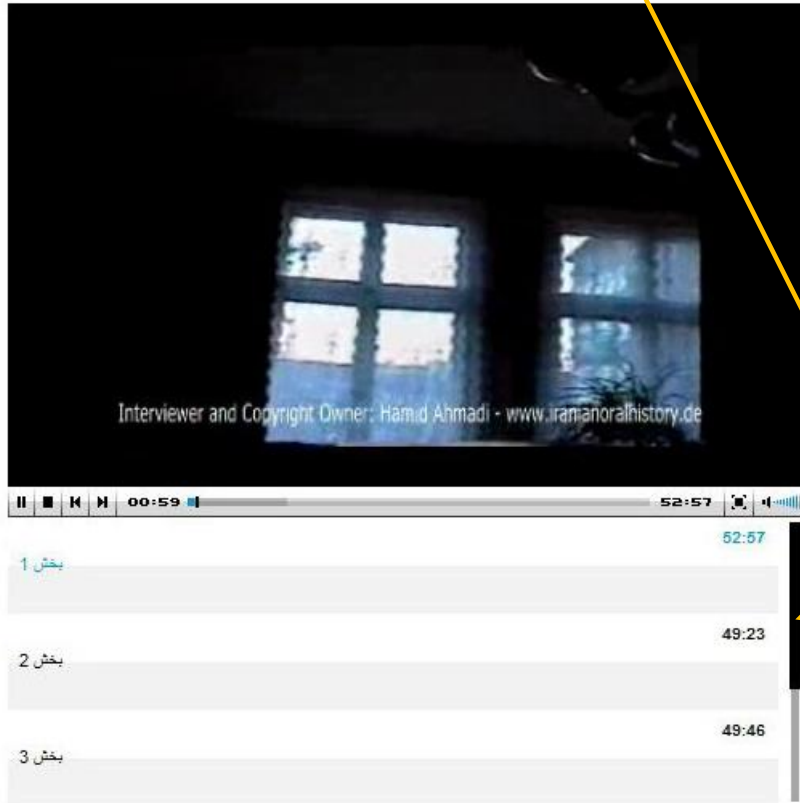 Interviewer and Copyright Owner: Hamid Ahmadi - www.iranianoralhistory.de
00:59 52:57
52:57
بخش 1
49:23
بخش 2
49:46
بخش 3